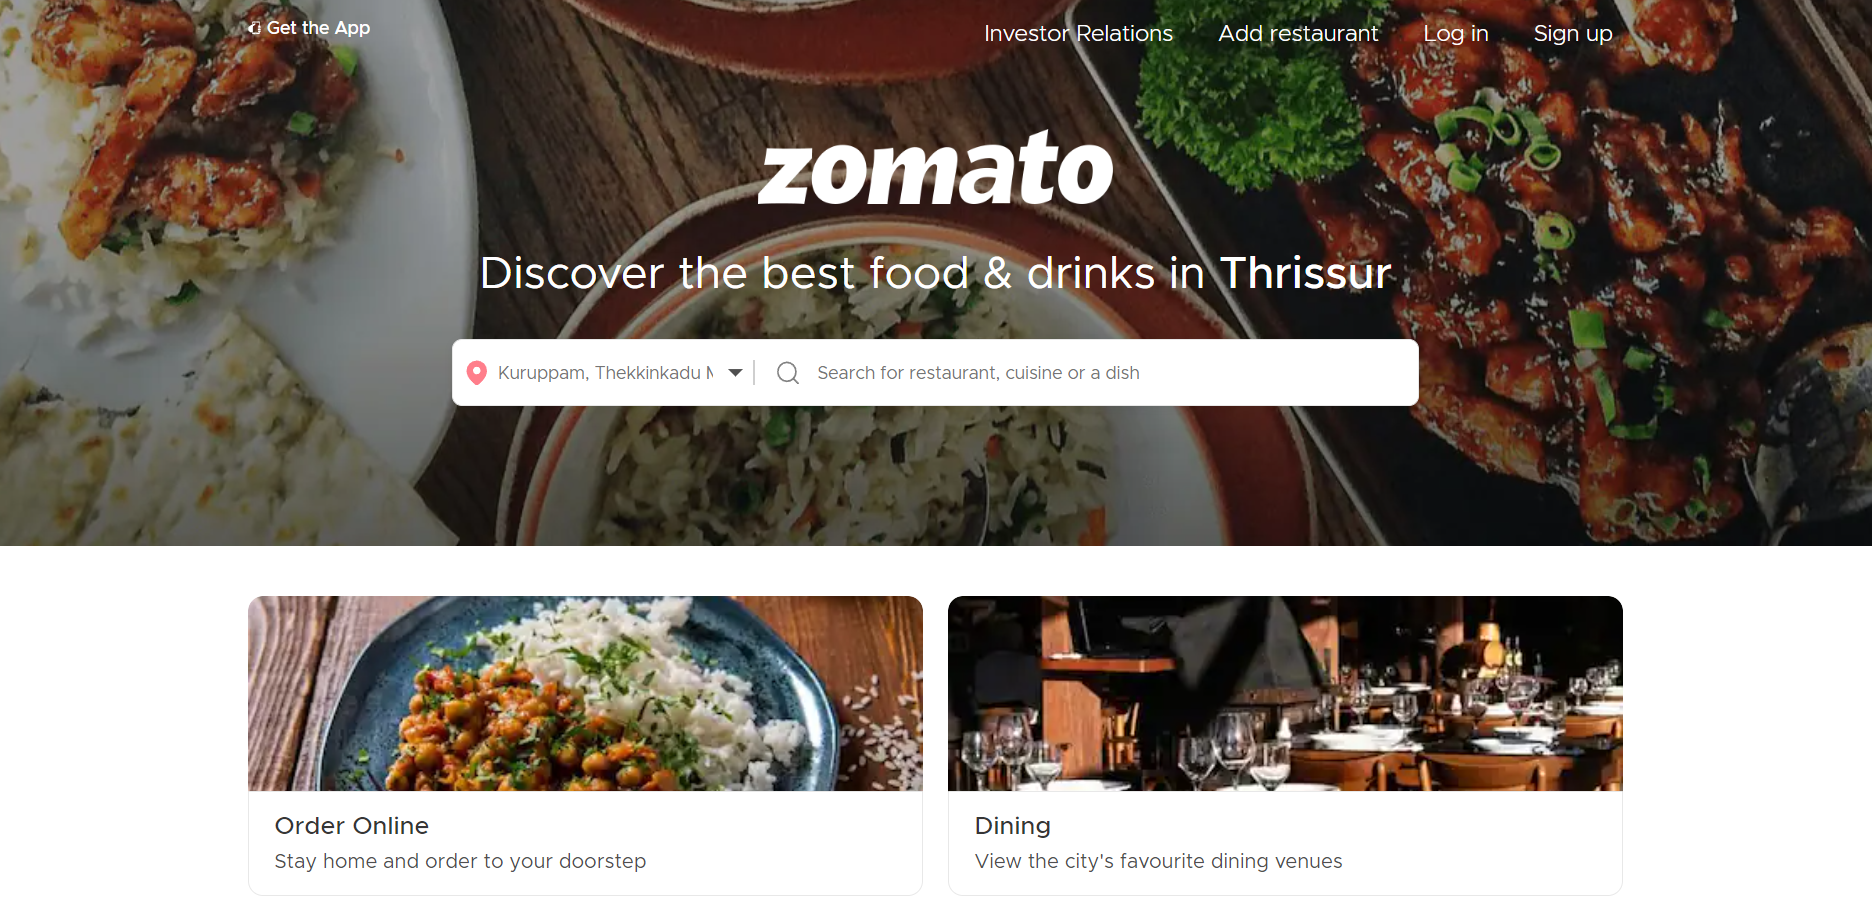 Get the App
Investor Relations
Add restaurant
Log in
Sign up
zomato
Discover the best food & drinks in Thrissur
Kuruppam, Thekkinkadu
Search for restaurant, cuisine or a dish
Order Online
Stay home and order to your doorstep
Dining
View the city's favourite dining venues